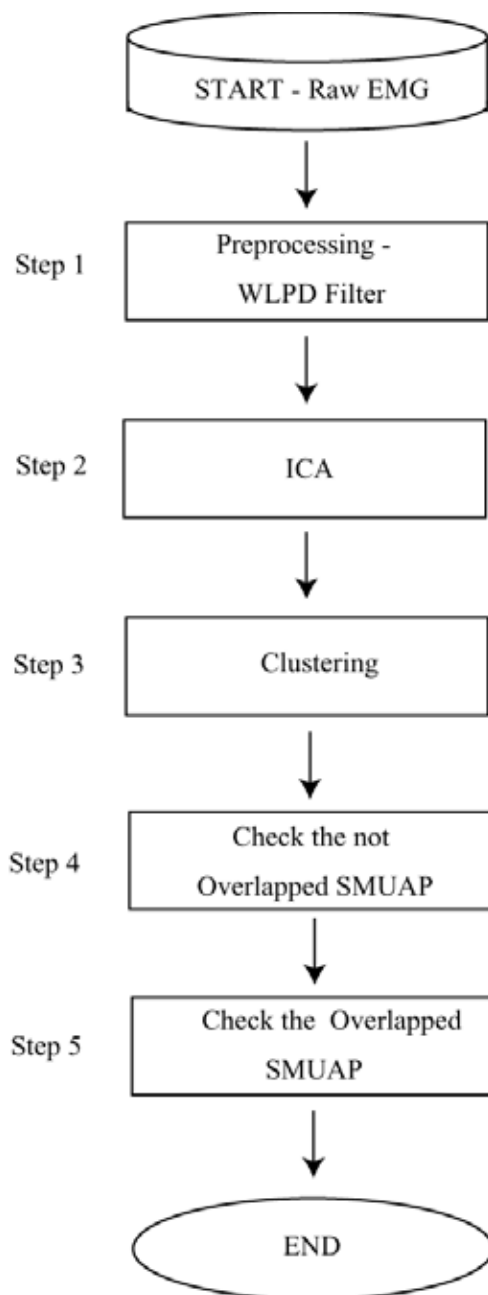 START - Raw EMG
Step 1
Preprocessing -
WLPD Filter
Step 2
ICA
Step 3
Clustering
Step 4
Check the not
Overlapped SMUAP
Step 5
Check the Overlapped
SMUAP
END